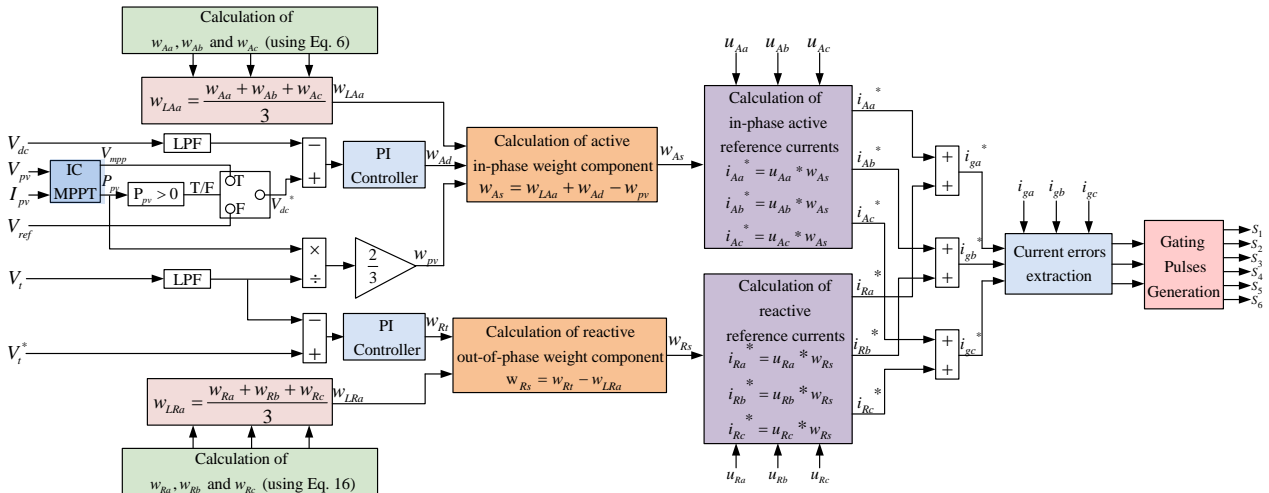 Calculation of
w_Aa, w_Ab and w_Ac (using Eq. 6)
w_LAa = (w_Aa + w_Ab + w_Ac) / 3
w_LAa
V_dc
LPF
−
+
PI
Controller
w_Ad
V_pv
I_pv
IC
MPPT
V_mpp
P_pv
P_pv > 0
T/F
T
F
V_dc*
V_ref
×
÷
2/3
w_pv
V_t
LPF
−
+
PI
Controller
w_Rt
V_t*
w_LRa = (w_Ra + w_Rb + w_Rc) / 3
w_LRa
Calculation of
w_Ra, w_Rb and w_Rc (using Eq. 16)
Calculation of active
in-phase weight component
w_As = w_LAa + w_Ad − w_pv
w_As
Calculation of reactive
out-of-phase weight component
w_Rs = w_Rt − w_LRa
w_Rs
u_Aa
u_Ab
u_Ac
Calculation of
in-phase active
reference currents
i_Aa* = u_Aa * w_As
i_Ab* = u_Ab * w_As
i_Ac* = u_Ac * w_As
i_Aa*
i_Ab*
i_Ac*
Calculation of
reactive
reference currents
i_Ra* = u_Ra * w_Rs
i_Rb* = u_Rb * w_Rs
i_Rc* = u_Rc * w_Rs
i_Ra*
i_Rb*
i_Rc*
u_Ra
u_Rb
u_Rc
+
+
i_ga*
+
+
i_gb*
+
+
i_gc*
i_ga
i_gb
i_gc
Current errors
extraction
Gating
Pulses
Generation
S_1
S_2
S_3
S_4
S_5
S_6